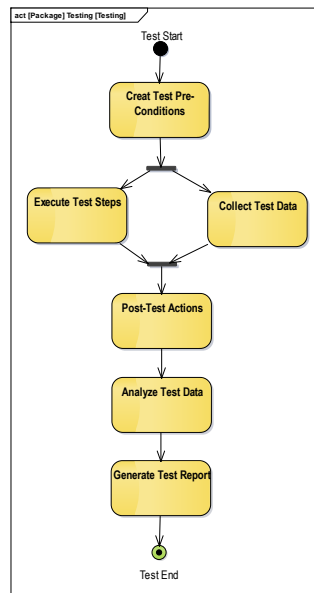 act [Package] Testing [Testing]
Test Start
Creat Test Pre-
Conditions
Execute Test Steps
Collect Test Data
Post-Test Actions
Analyze Test Data
Generate Test Report
Test End